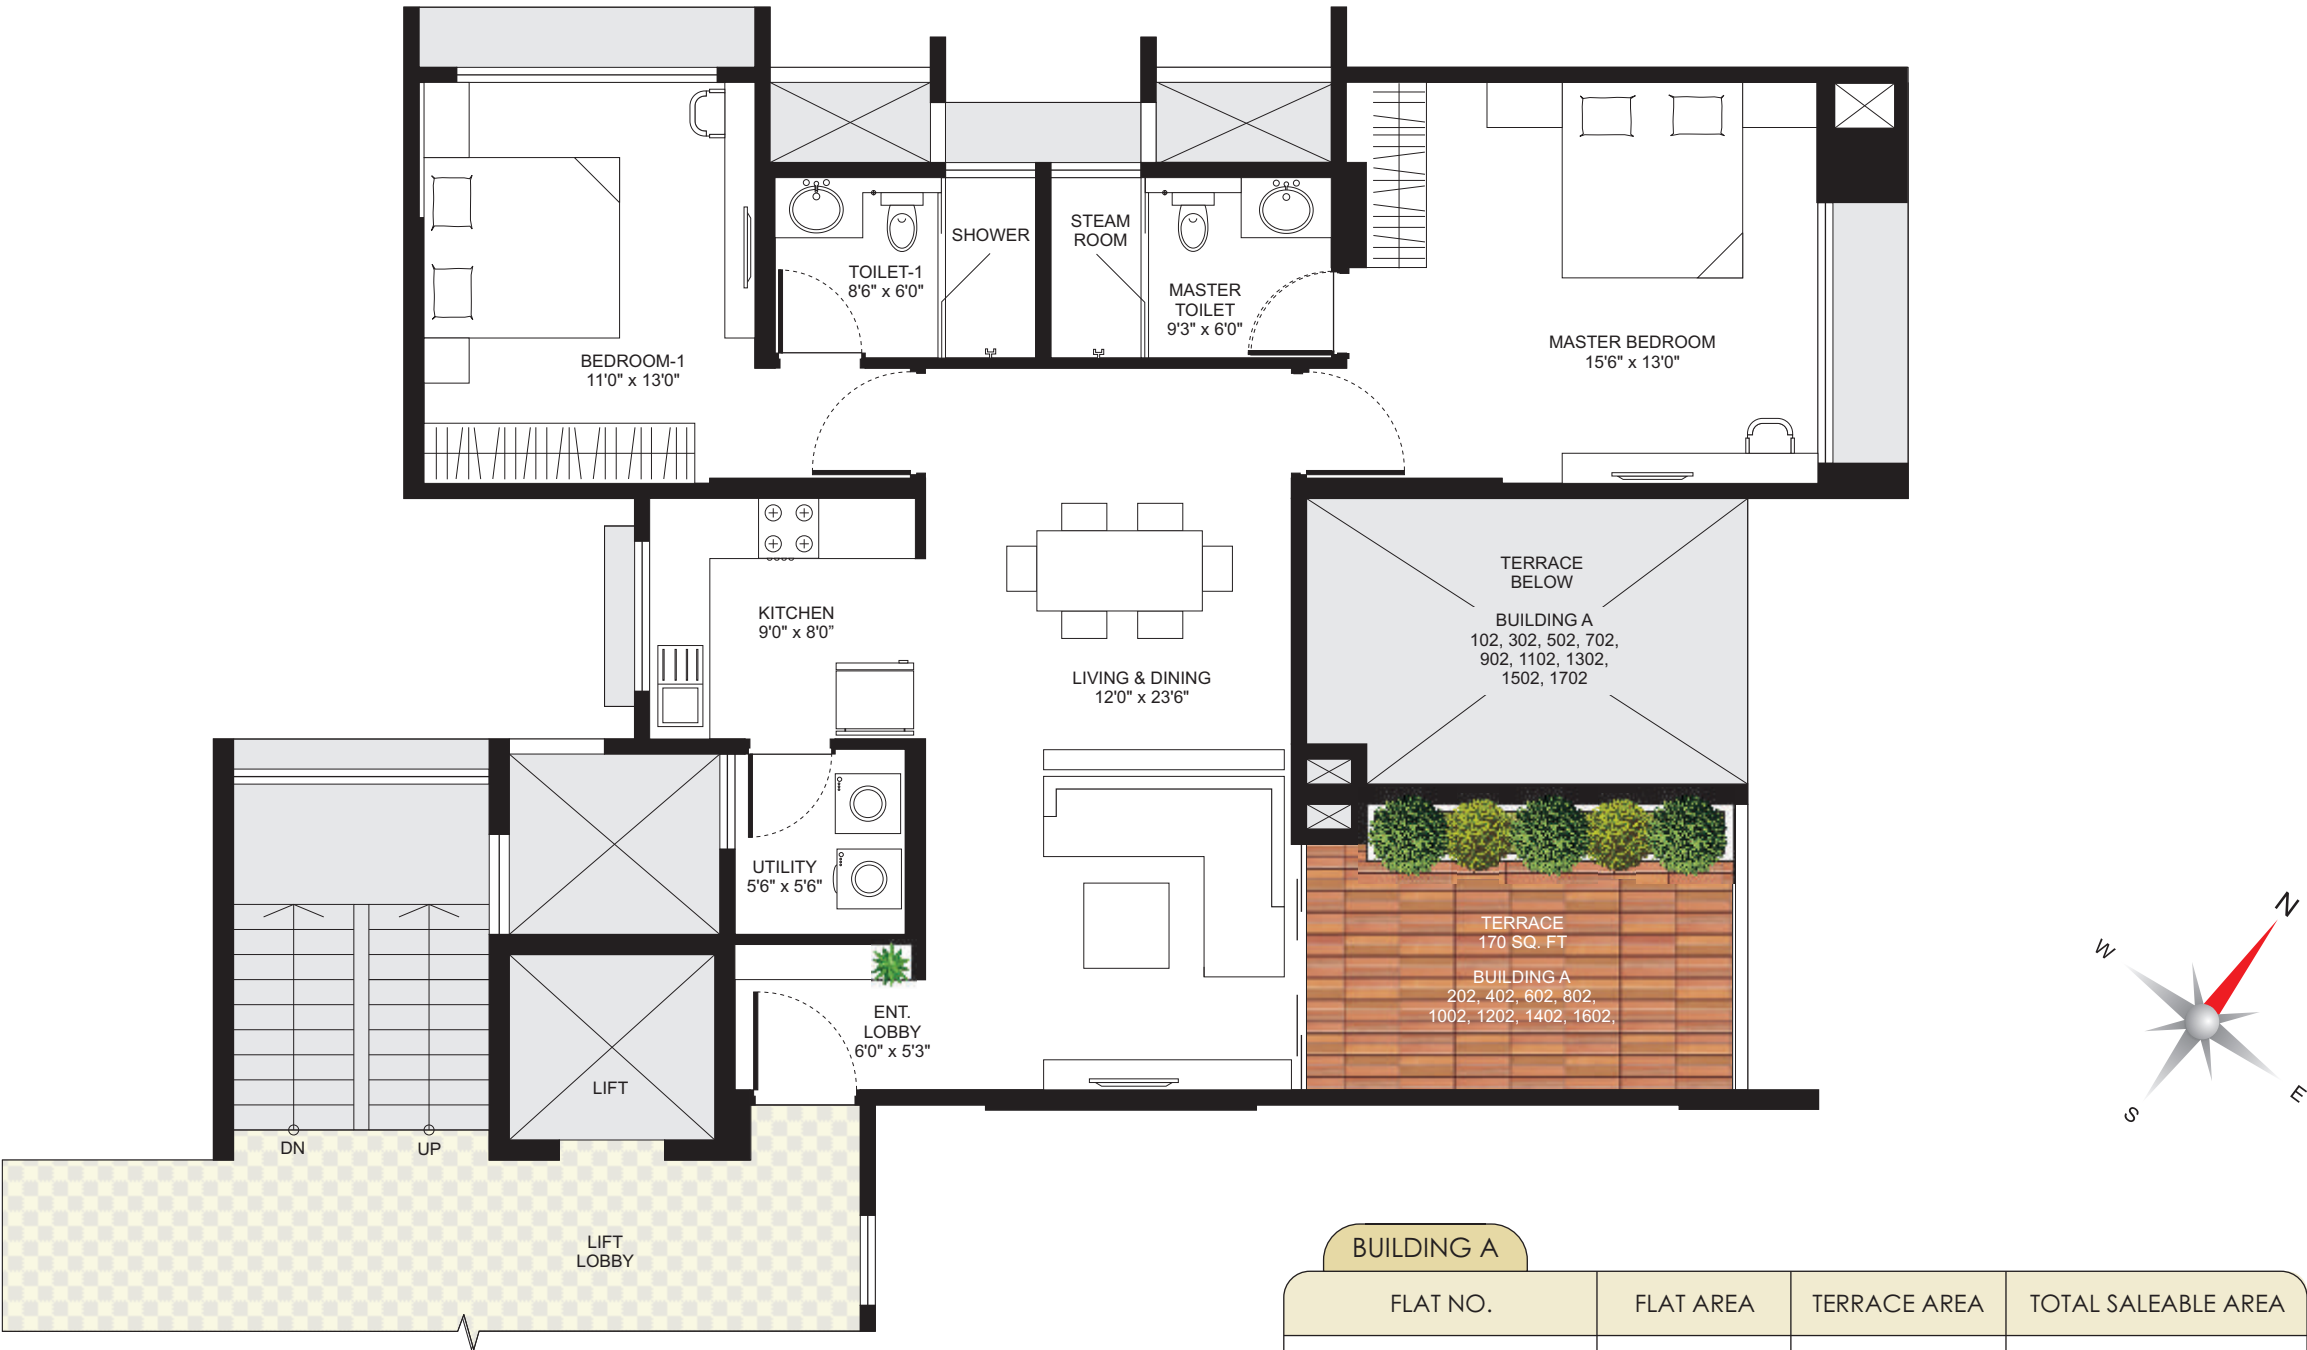 SHOWER
STEAM
ROOM
TOILET-1
8'6" x 6'0"
MASTER
TOILET
9'3" x 6'0"
BEDROOM-1
11'0" x 13'0"
MASTER BEDROOM
15'6" x 13'0"
TERRACE
BELOW
BUILDING A
102, 302, 502, 702,
902, 1102, 1302,
1502, 1702
KITCHEN
9'0" x 8'0”
LIVING & DINING
12'0" x 23'6"
UTILITY
5'6" x 5'6"
TERRACE
170 SQ. FT
BUILDING A
202, 402, 602, 802,
1002, 1202, 1402, 1602,
ENT.
LOBBY
6'0" x 5'3"
LIFT
DN
UP
LIFT
LOBBY
N
W
E
S
BUILDING A
FLAT NO.
FLAT AREA
TERRACE AREA
TOTAL SALEABLE AREA